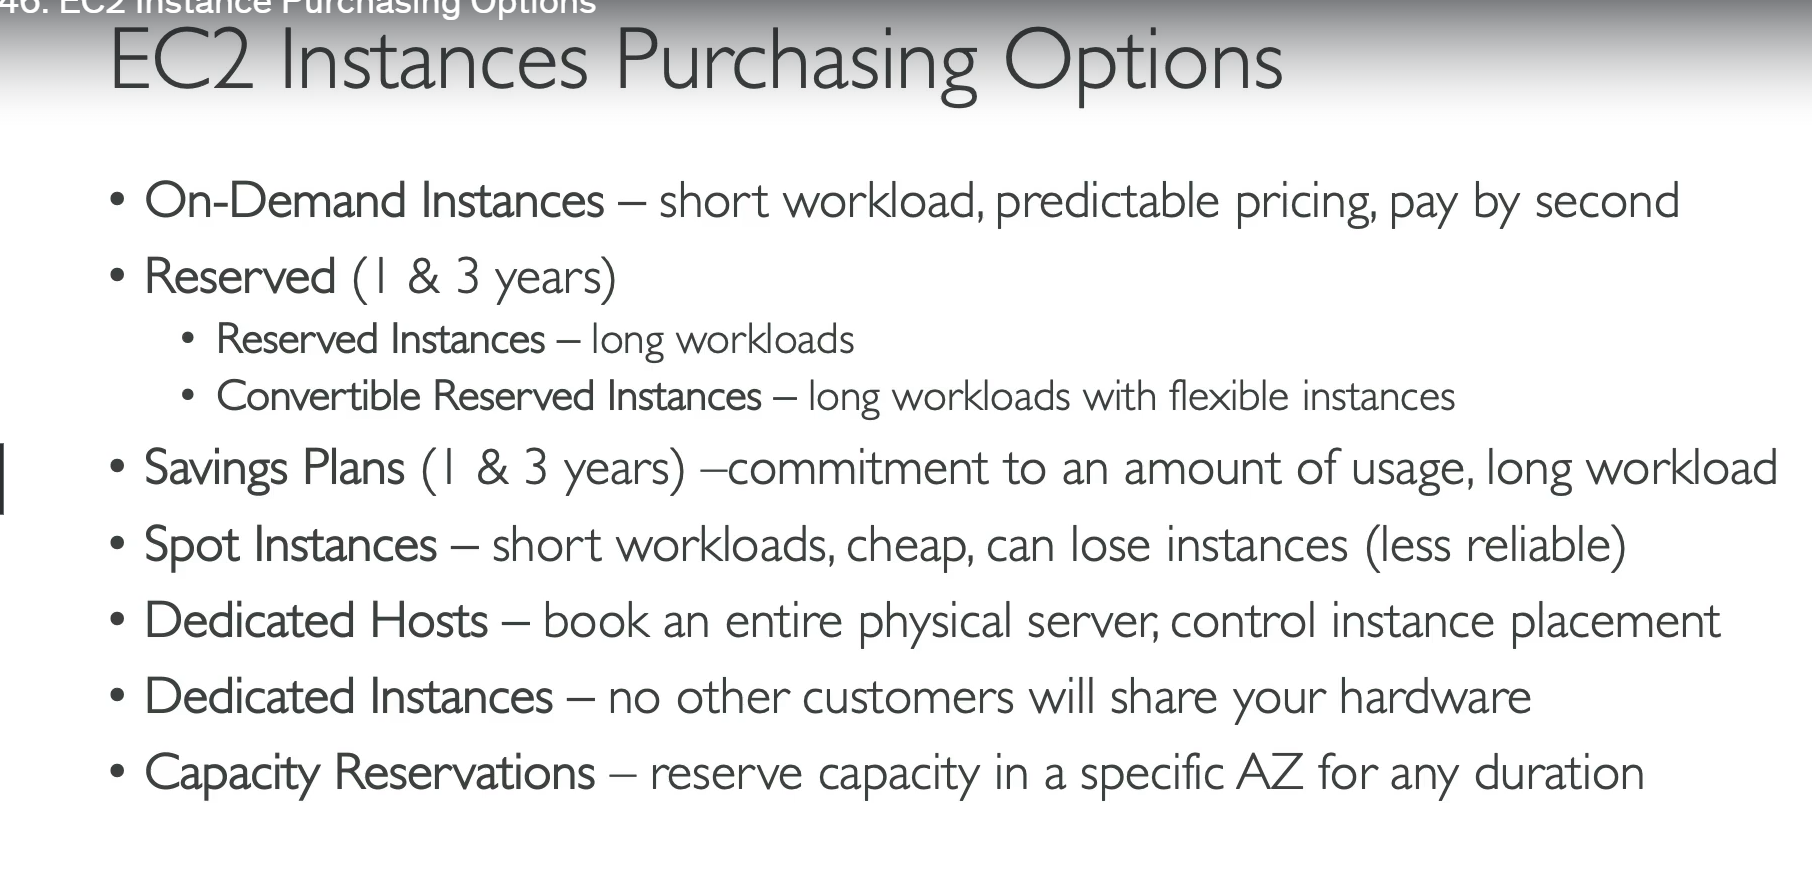 46. EC2 Instance Purchasing Options
EC2 Instances Purchasing Options
• On-Demand Instances – short workload, predictable pricing, pay by second
• Reserved (1 & 3 years)
• Reserved Instances – long workloads
• Convertible Reserved Instances – long workloads with flexible instances
• Savings Plans (1 & 3 years) –commitment to an amount of usage, long workload
• Spot Instances – short workloads, cheap, can lose instances (less reliable)
• Dedicated Hosts – book an entire physical server, control instance placement
• Dedicated Instances – no other customers will share your hardware
• Capacity Reservations – reserve capacity in a specific AZ for any duration